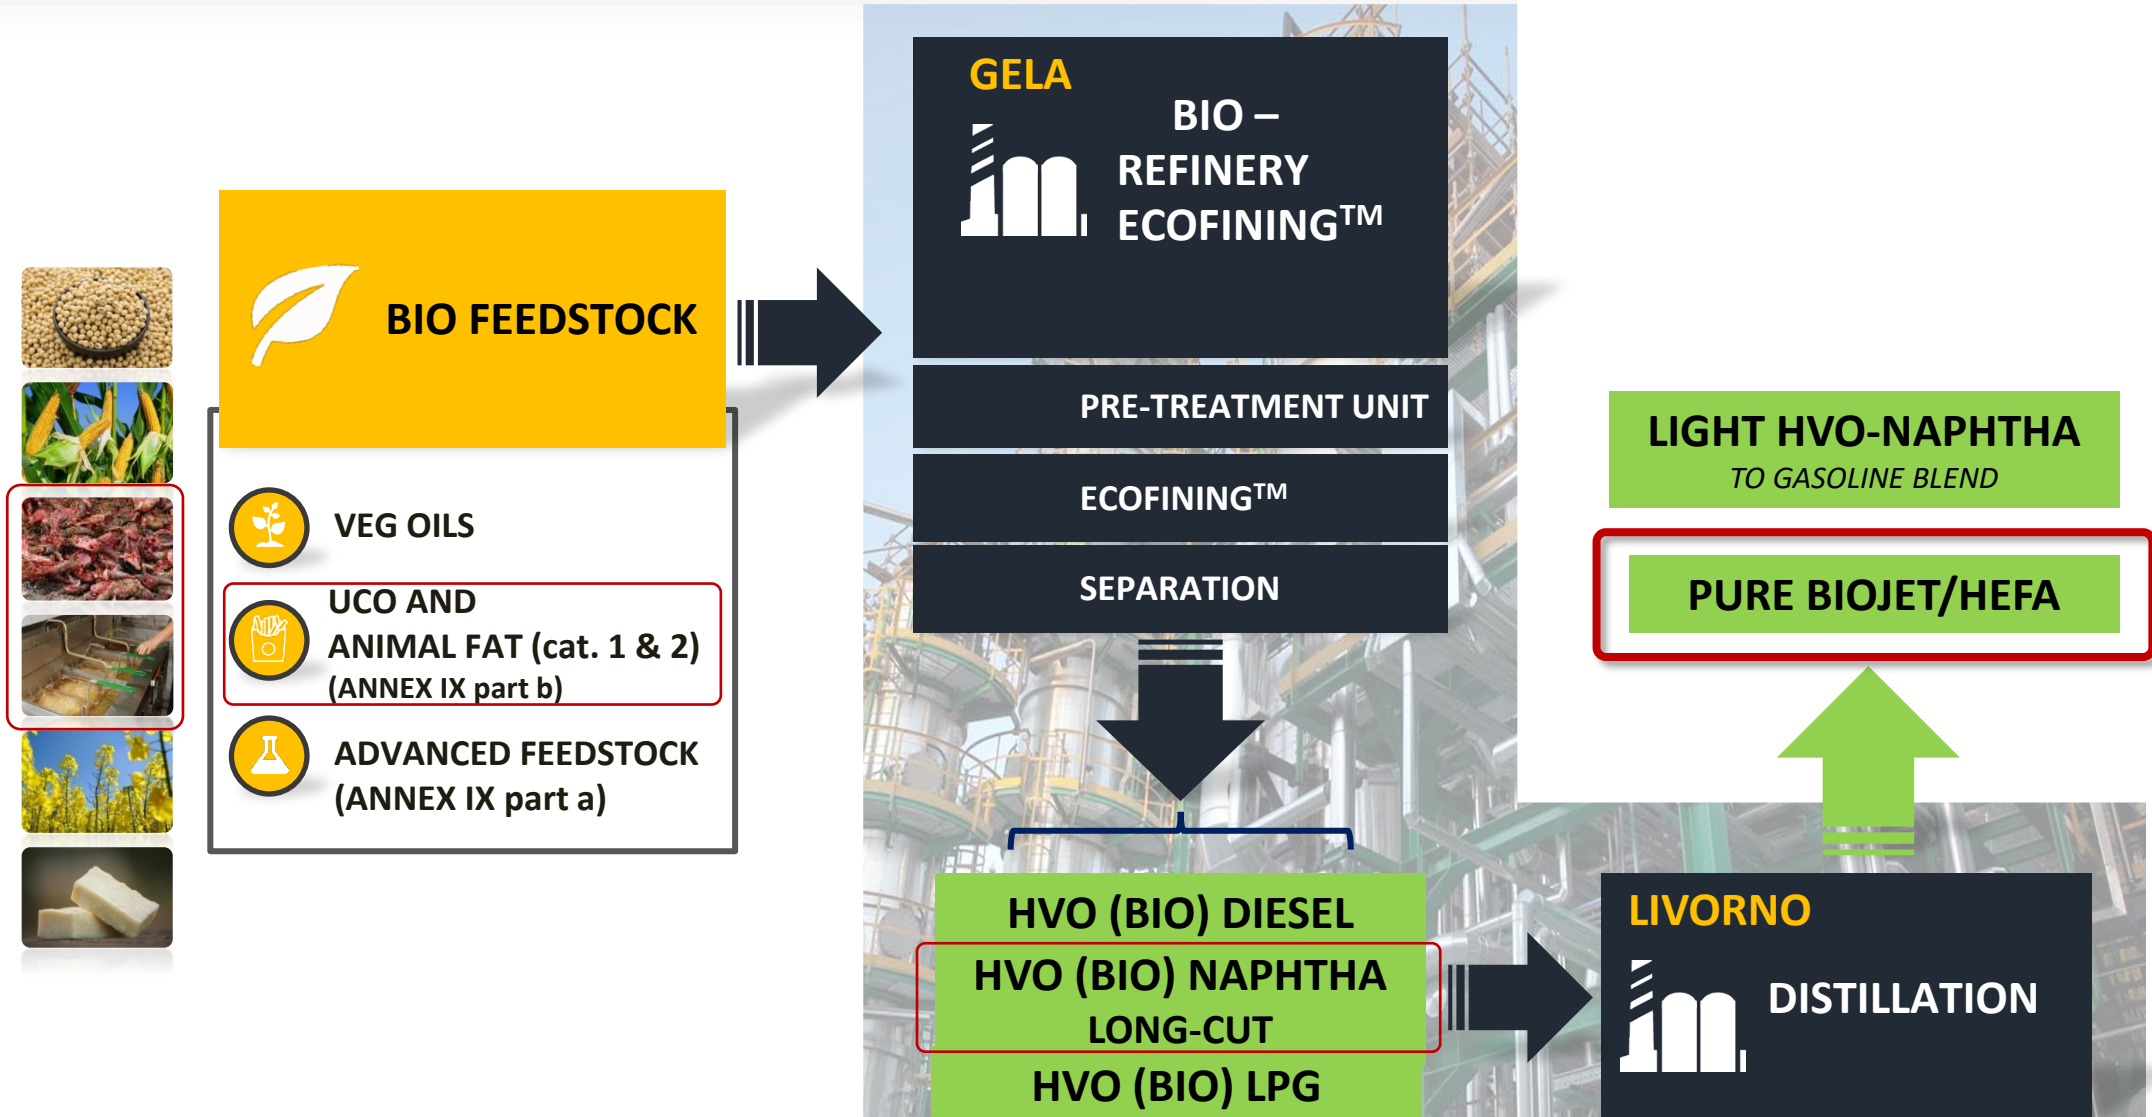 BIO FEEDSTOCK
VEG OILS
UCO AND
ANIMAL FAT (cat. 1 & 2)
(ANNEX IX part b)
ADVANCED FEEDSTOCK
(ANNEX IX part a)
GELA
BIO –
REFINERY
ECOFINING™
PRE-TREATMENT UNIT
ECOFINING™
SEPARATION
HVO (BIO) DIESEL
HVO (BIO) NAPHTHA
LONG-CUT
HVO (BIO) LPG
LIVORNO
DISTILLATION
LIGHT HVO-NAPHTHA
TO GASOLINE BLEND
PURE BIOJET/HEFA